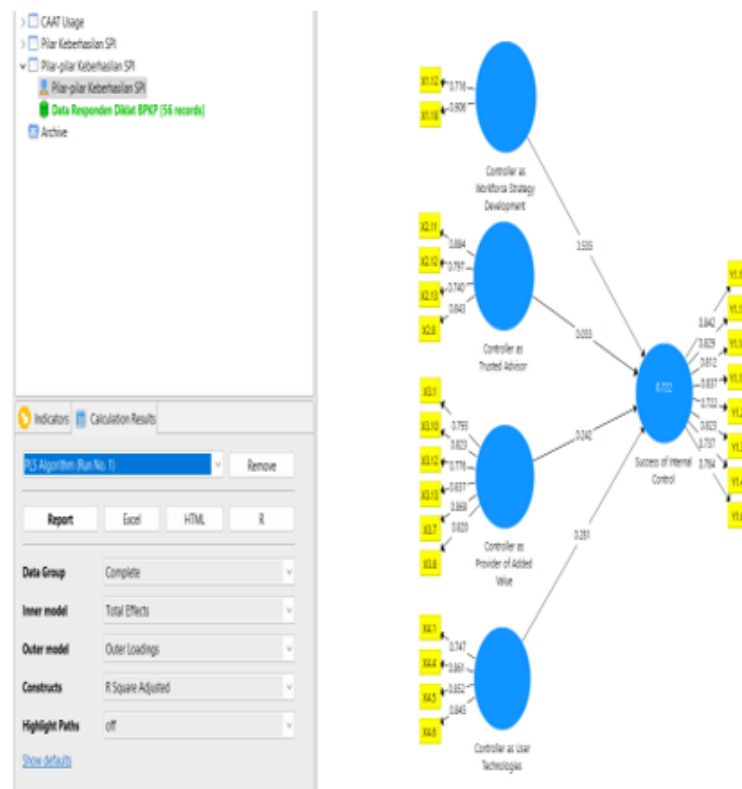 CAAT Usage
Pilar Keberhasilan SPI
Pilar-pilar Keberhasilan SPI
Pilar-pilar Keberhasilan SPI
Data Responden Diklat BPKP [56 records]
Archive
Indicators
Calculation Results
PLS Algorithm (Run No. 1)
Remove
Report
Excel
HTML
R
Data Group
Complete
Inner model
Total Effects
Outer model
Outer Loadings
Constructs
R Square Adjusted
Highlight Paths
off
Show defaults
X1.12
0.716
X1.18
0.906
Controller as
Workforce Strategy
Development
X2.11
0.884
X2.12
0.797
X2.13
0.740
X2.8
0.843
Controller as
Trusted Advisor
X3.1
0.793
X3.10
0.823
X3.12
0.776
X3.13
0.837
X3.7
0.869
X3.8
0.820
Controller as
Provider of Added
Value
X4.1
0.747
X4.4
0.861
X4.5
0.852
X4.6
0.845
Controller as User
Technologies
0.535
0.033
0.242
0.722
Success of Internal
Control
0.842
0.829
0.812
0.837
0.722
0.823
0.737
0.764